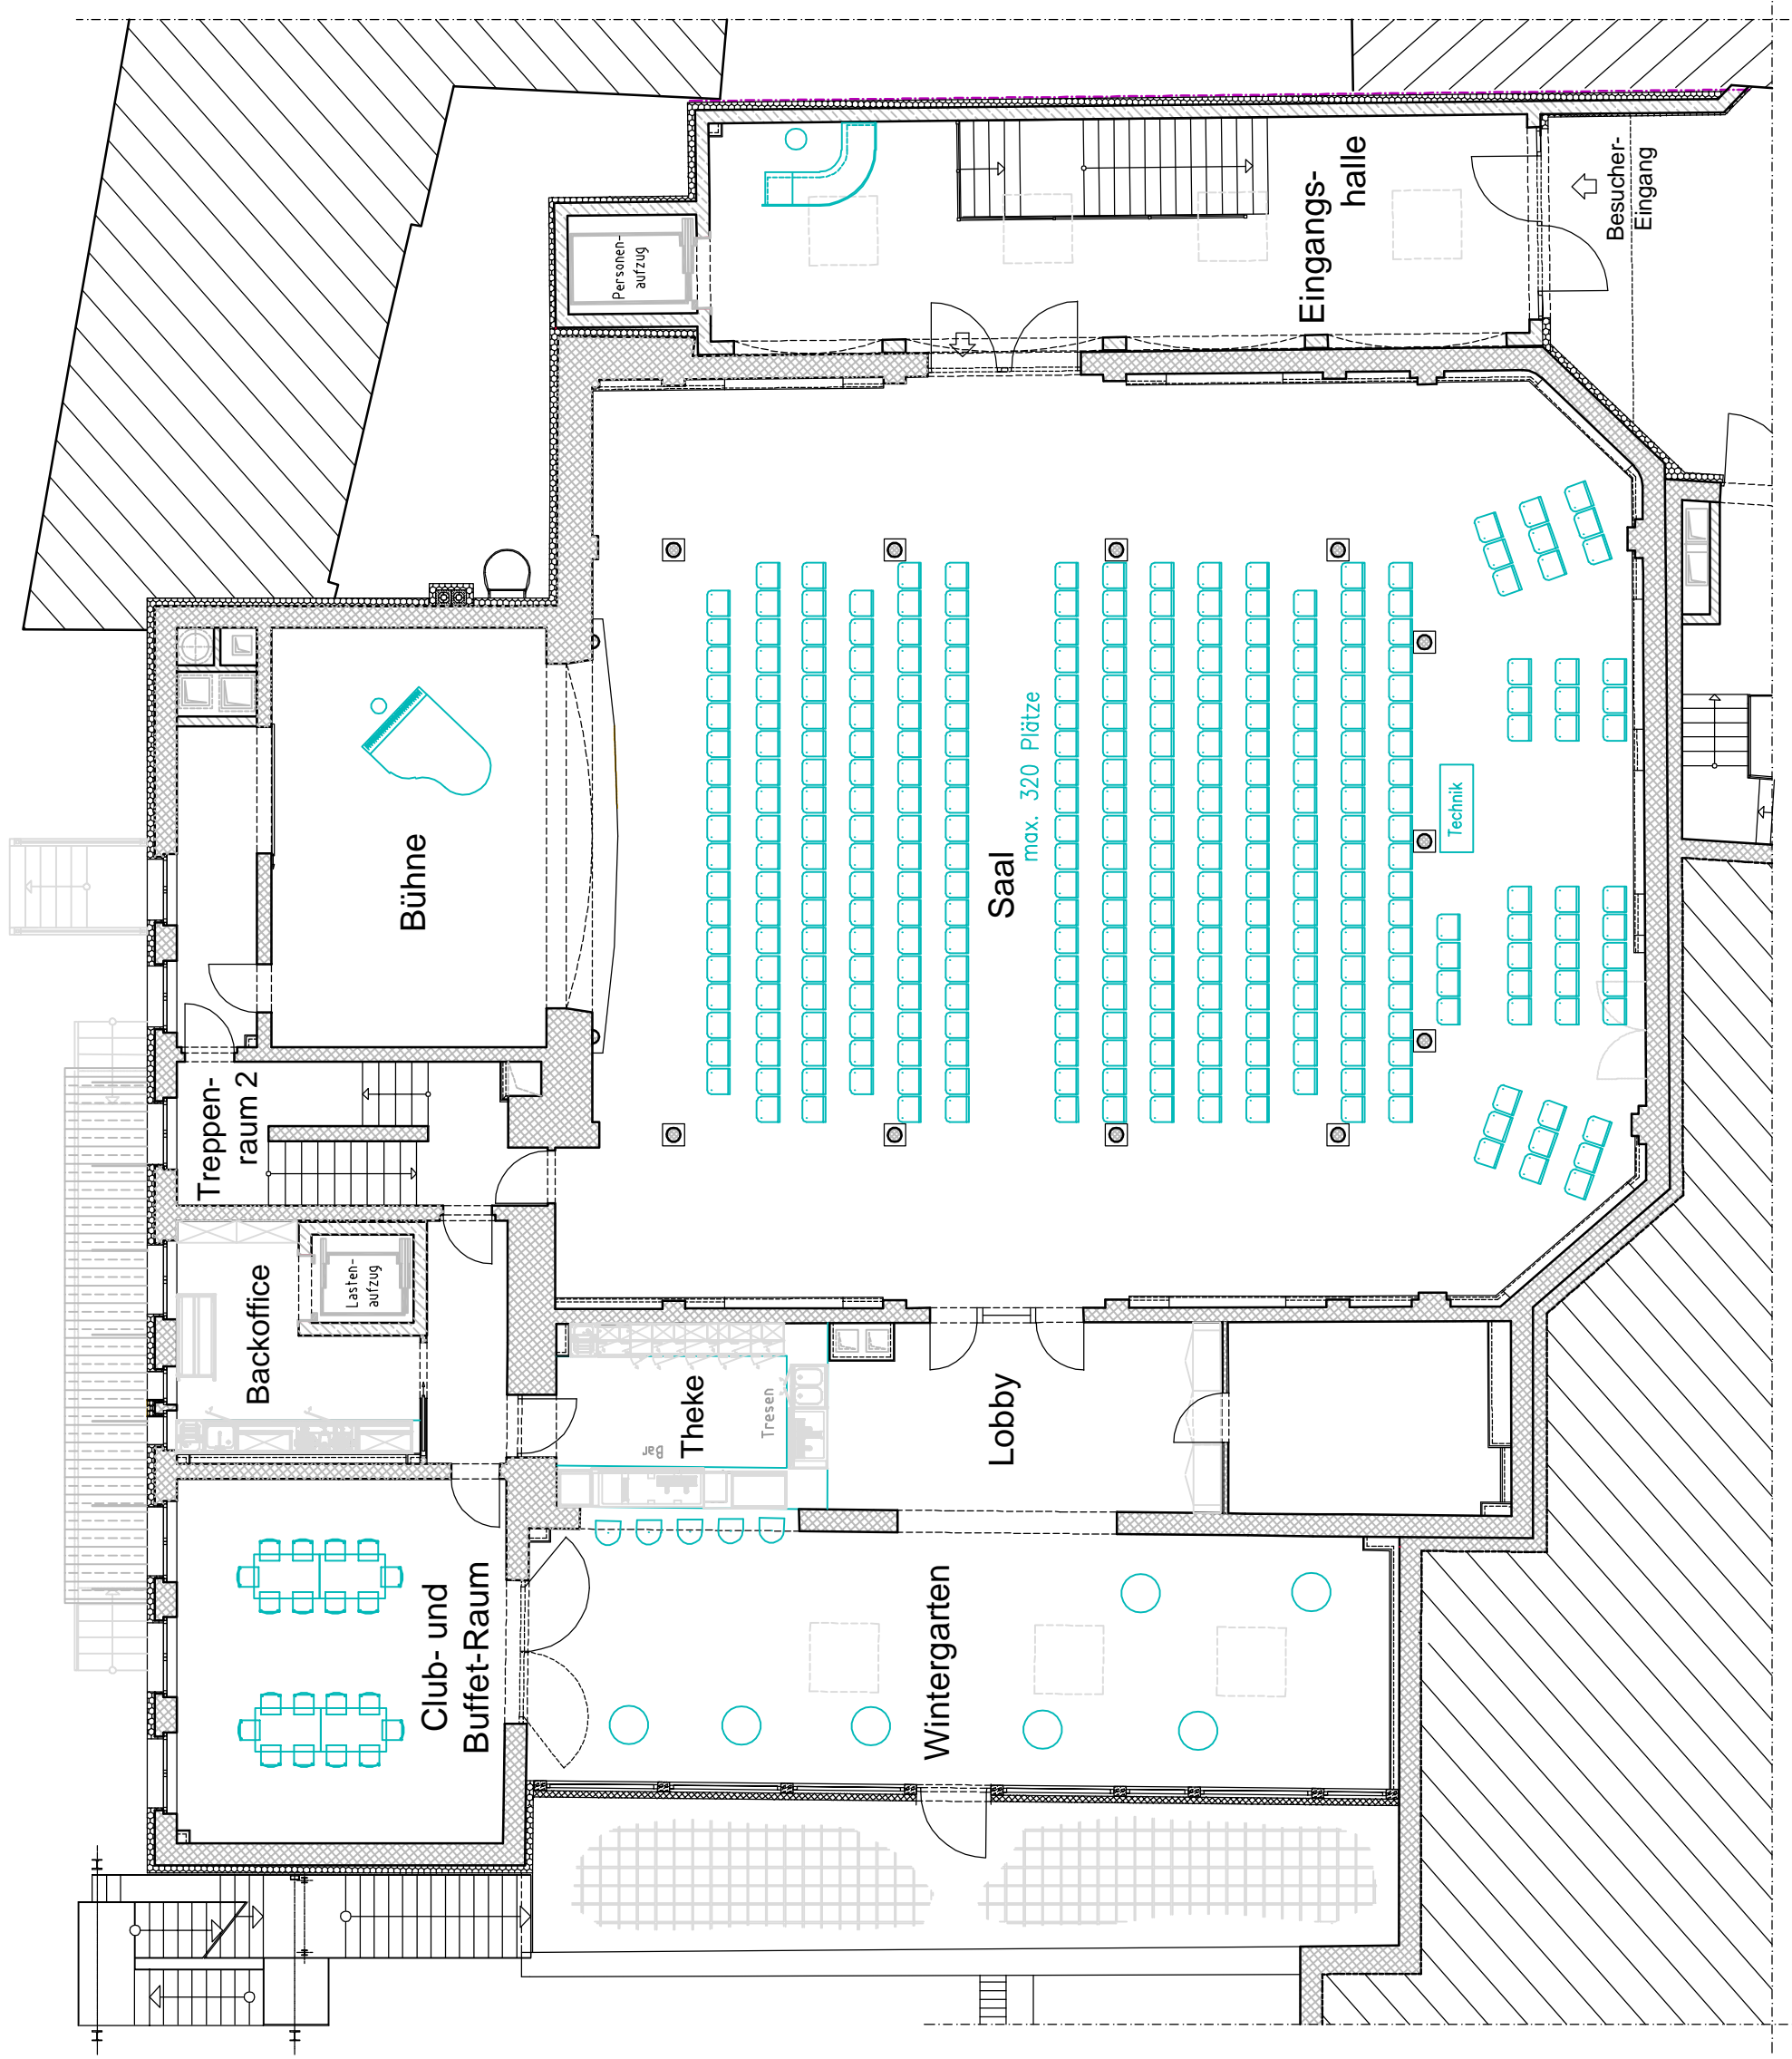 Besucher-
Eingang
Eingangs-
halle
Personen-
aufzug
Bühne
Saal
max. 320 Plätze
Technik
Treppen-
raum 2
Backoffice
Lasten-
aufzug
Theke
Bar
Tresen
Lobby
Club- und
Buffet-Raum
Wintergarten